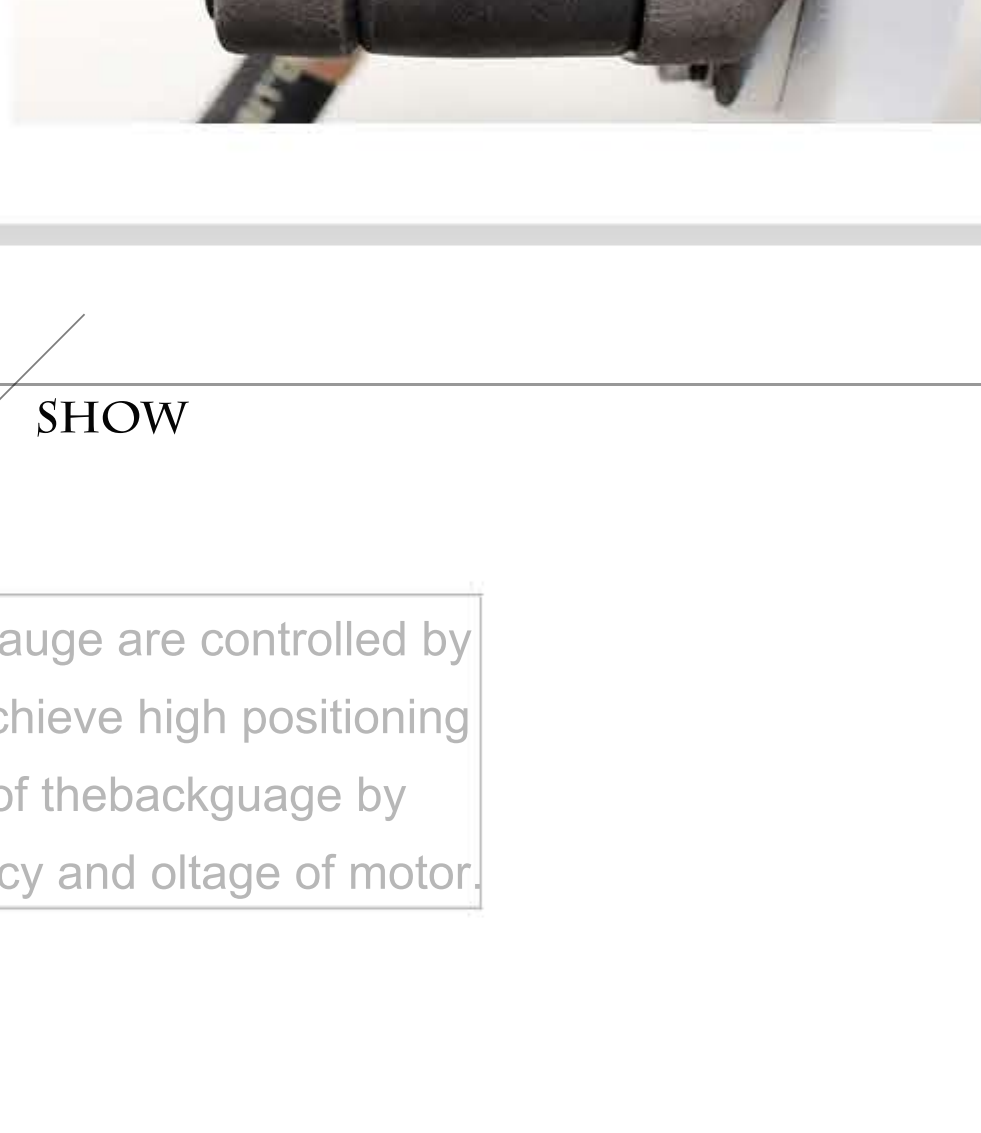 SHOW
auge are controlled by
chieve high positioning
of thebackguage by
cy and oltage of motor.